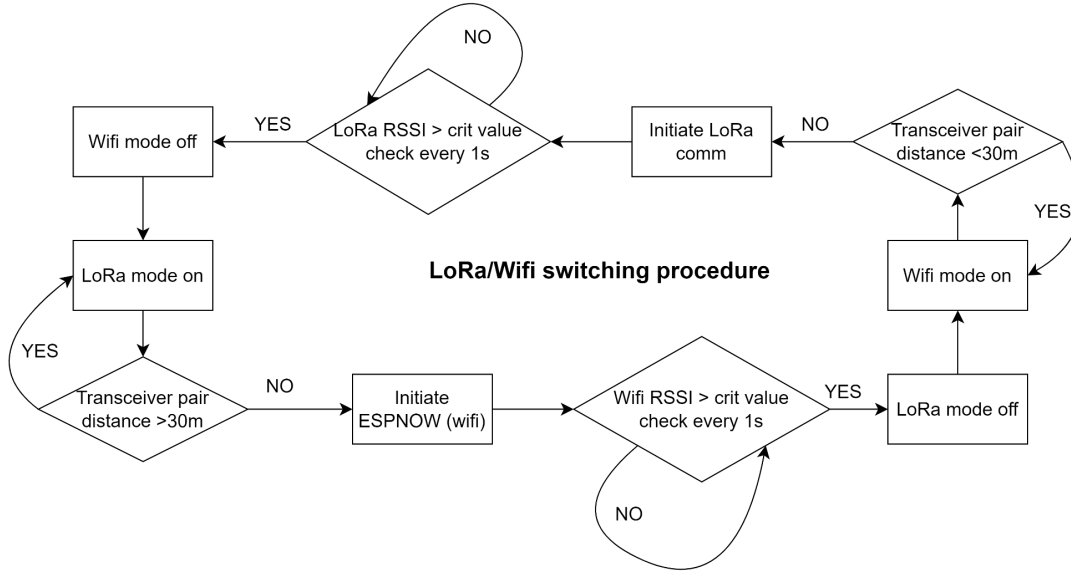 NO
LoRa RSSI > crit value
check every 1s
YES
Wifi mode off
Initiate LoRa
comm
NO
Transceiver pair
distance <30m
YES
LoRa mode on
LoRa/Wifi switching procedure
Wifi mode on
YES
Transceiver pair
distance >30m
NO
Initiate
ESPNOW (wifi)
Wifi RSSI > crit value
check every 1s
YES
LoRa mode off
NO